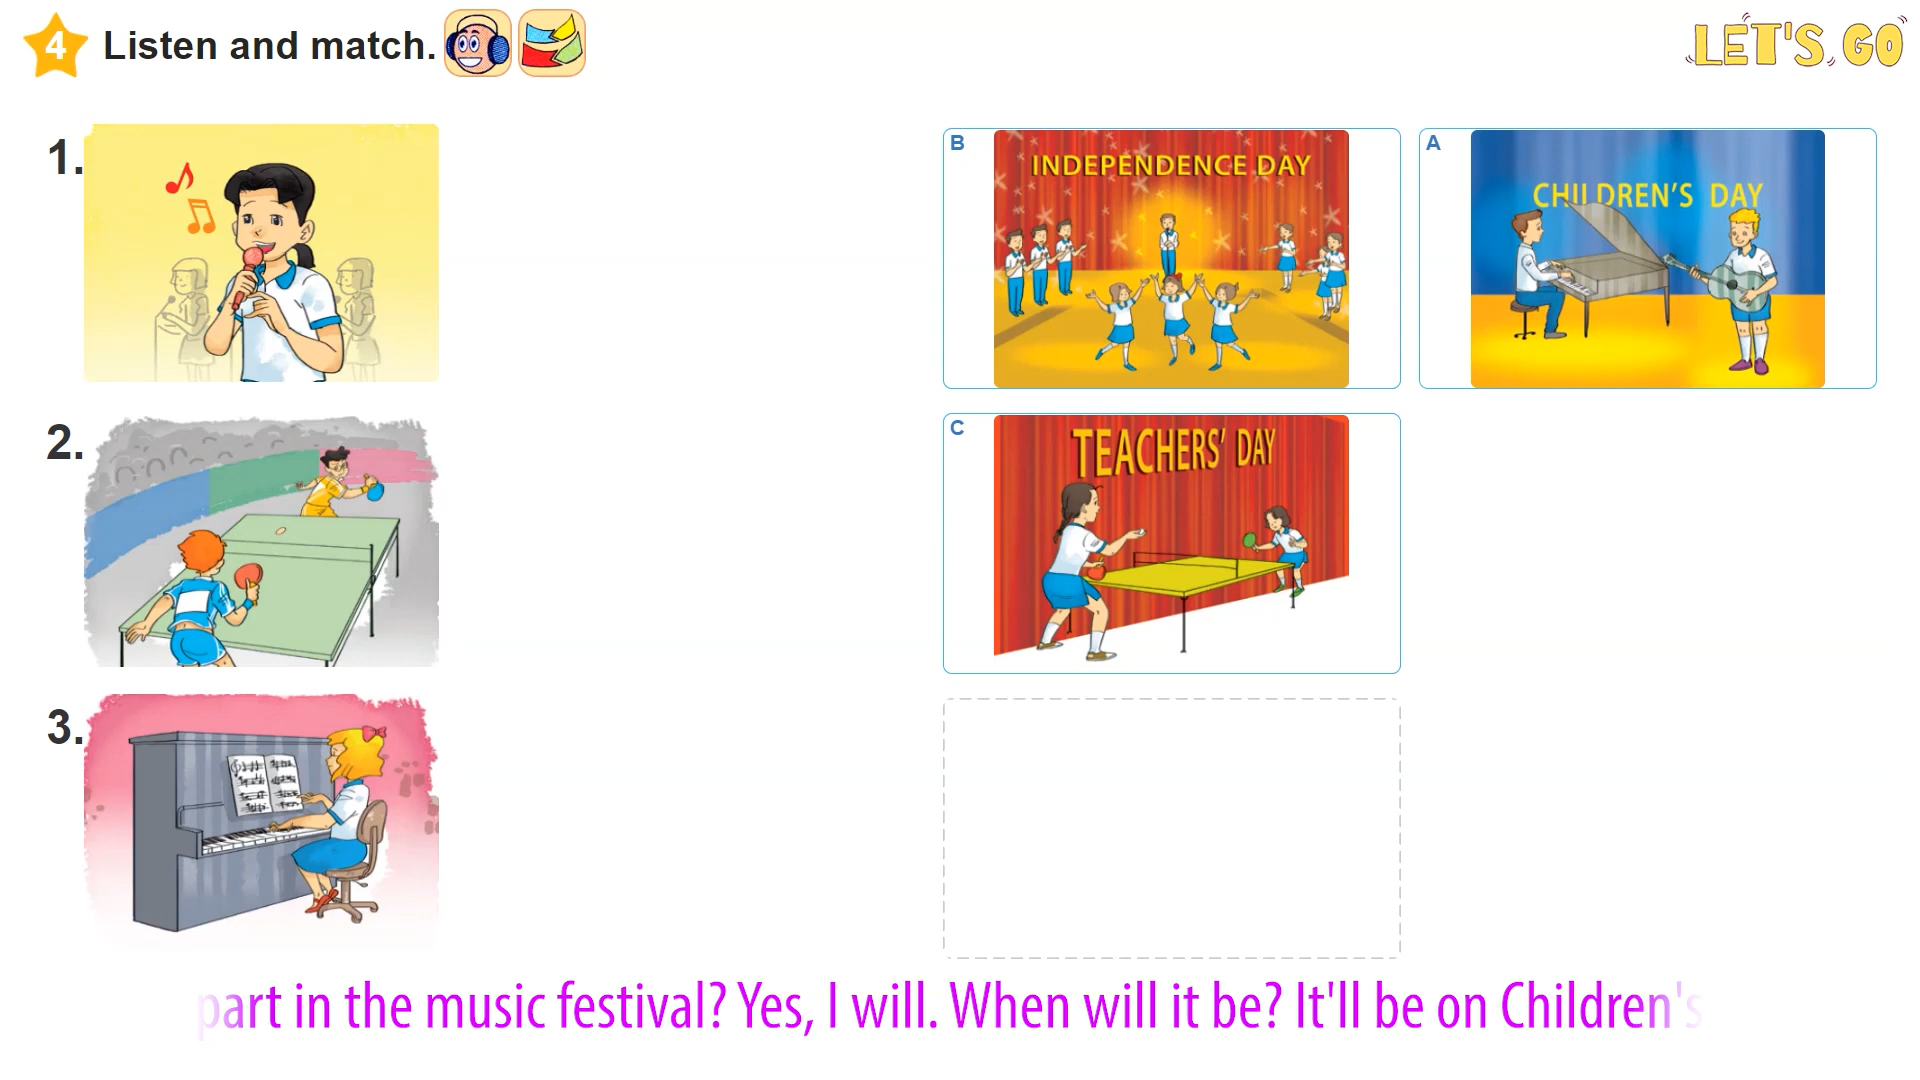 4 Listen and match.
LET'S GO
1.
B
INDEPENDENCE DAY
A
CHILDREN'S DAY
2.
C
TEACHERS' DAY
3.
part in the music festival? Yes, I will. When will it be? It'll be on Children's